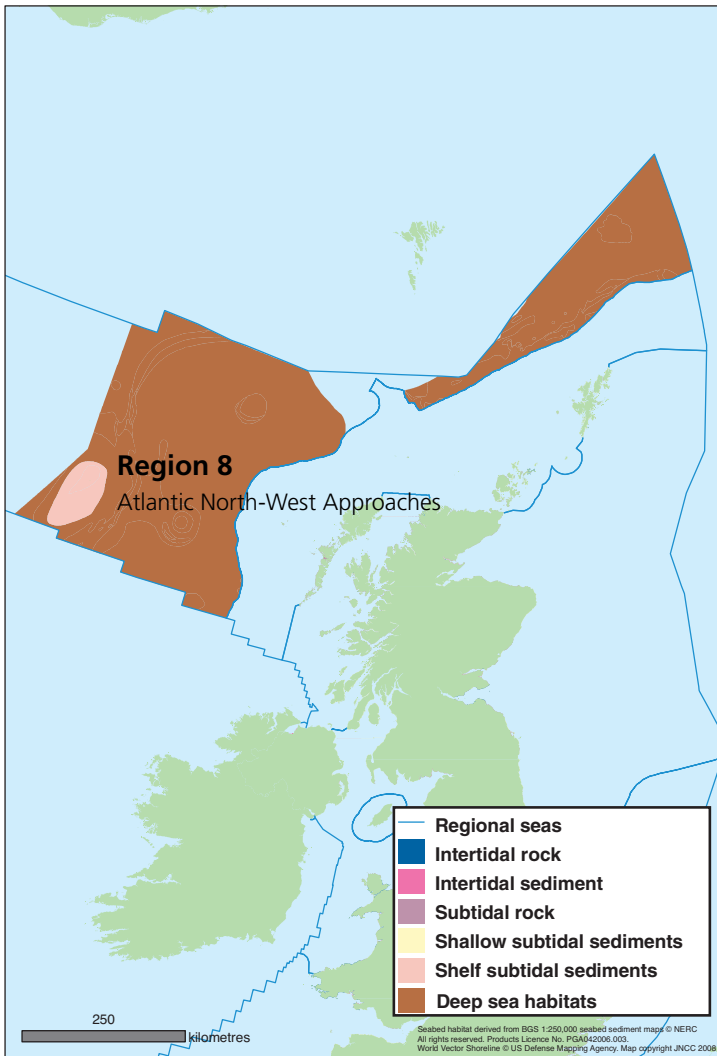 Region 8
Atlantic North-West Approaches
Regional seas
Intertidal rock
Intertidal sediment
Subtidal rock
Shallow subtidal sediments
Shelf subtidal sediments
Deep sea habitats
250
kilometres
Seabed habitat derived from BGS 1:250,000 seabed sediment maps © NERC
All rights reserved. Products Licence No. PGA042006.003.
World Vector Shoreline © US Defense Mapping Agency. Map copyright JNCC 2008